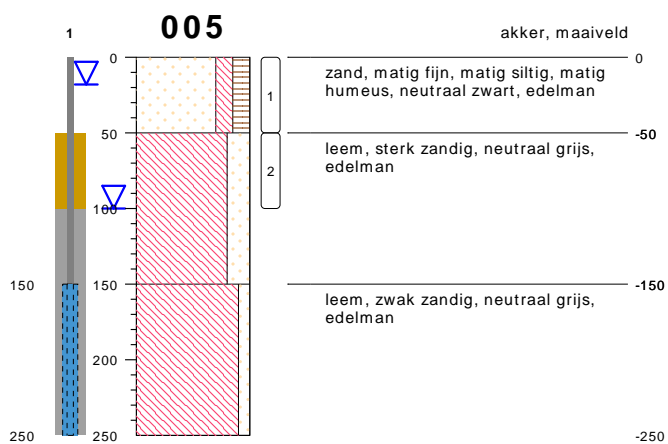 005
1
akker, maaiveld
0
0
zand, matig fijn, matig siltig, matig
humeus, neutraal zwart, edelman
1
50
-50
leem, sterk zandig, neutraal grijs,
edelman
2
100
150
150
-150
leem, zwak zandig, neutraal grijs,
edelman
200
250
250
-250